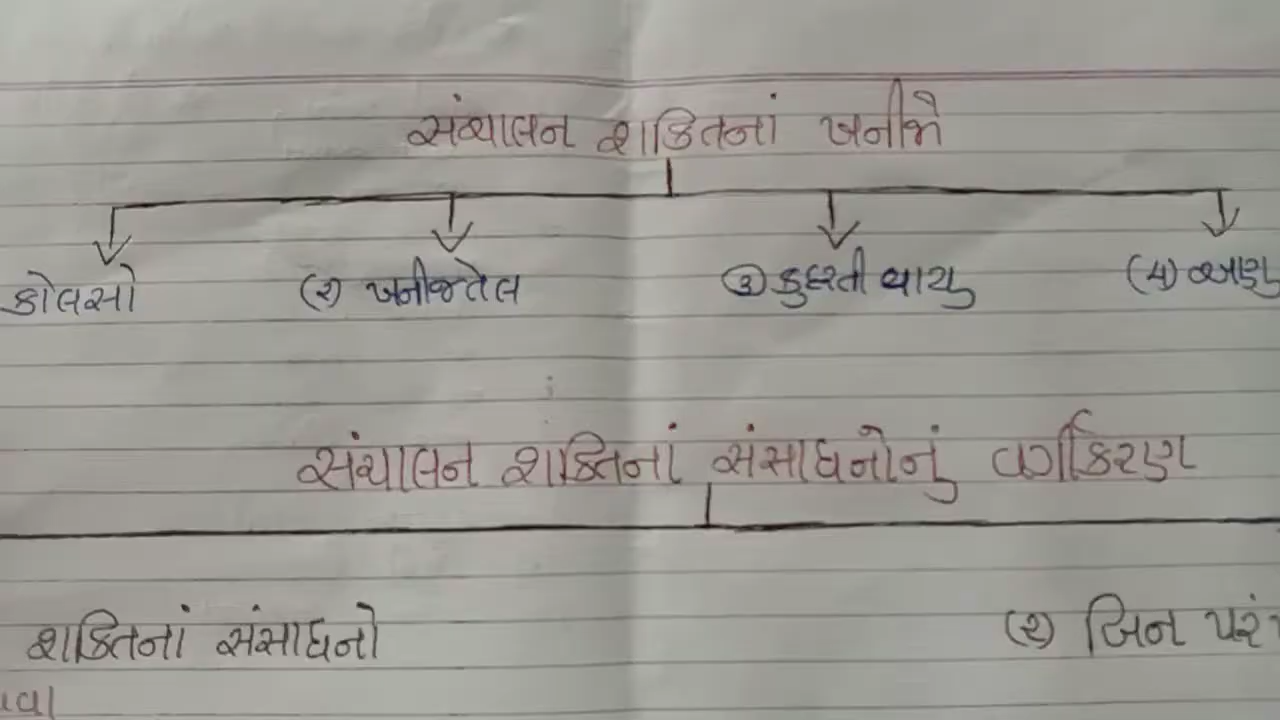 સંચાલન શક્તિનાં ખનીજો
કોલસો (૨) ખનીજતેલ ③ કુદરતી વાયુ (૪) અણુ
સંચાલન શક્તિનાં સંસાધનોનું વર્ગીકરણ
શક્તિનાં સંસાધનો (૨) બિન પરં